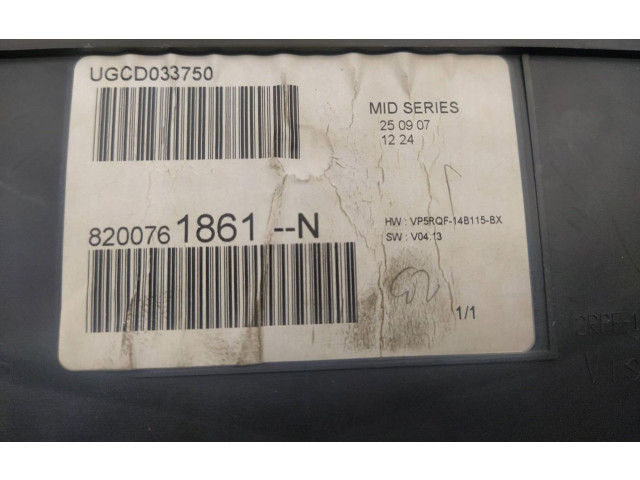 UGCD033750
MID SERIES
25 09 07
12 24
8200761861 --N
HW : VP5RQF-14B115-BX
SW : V04.13
1/1